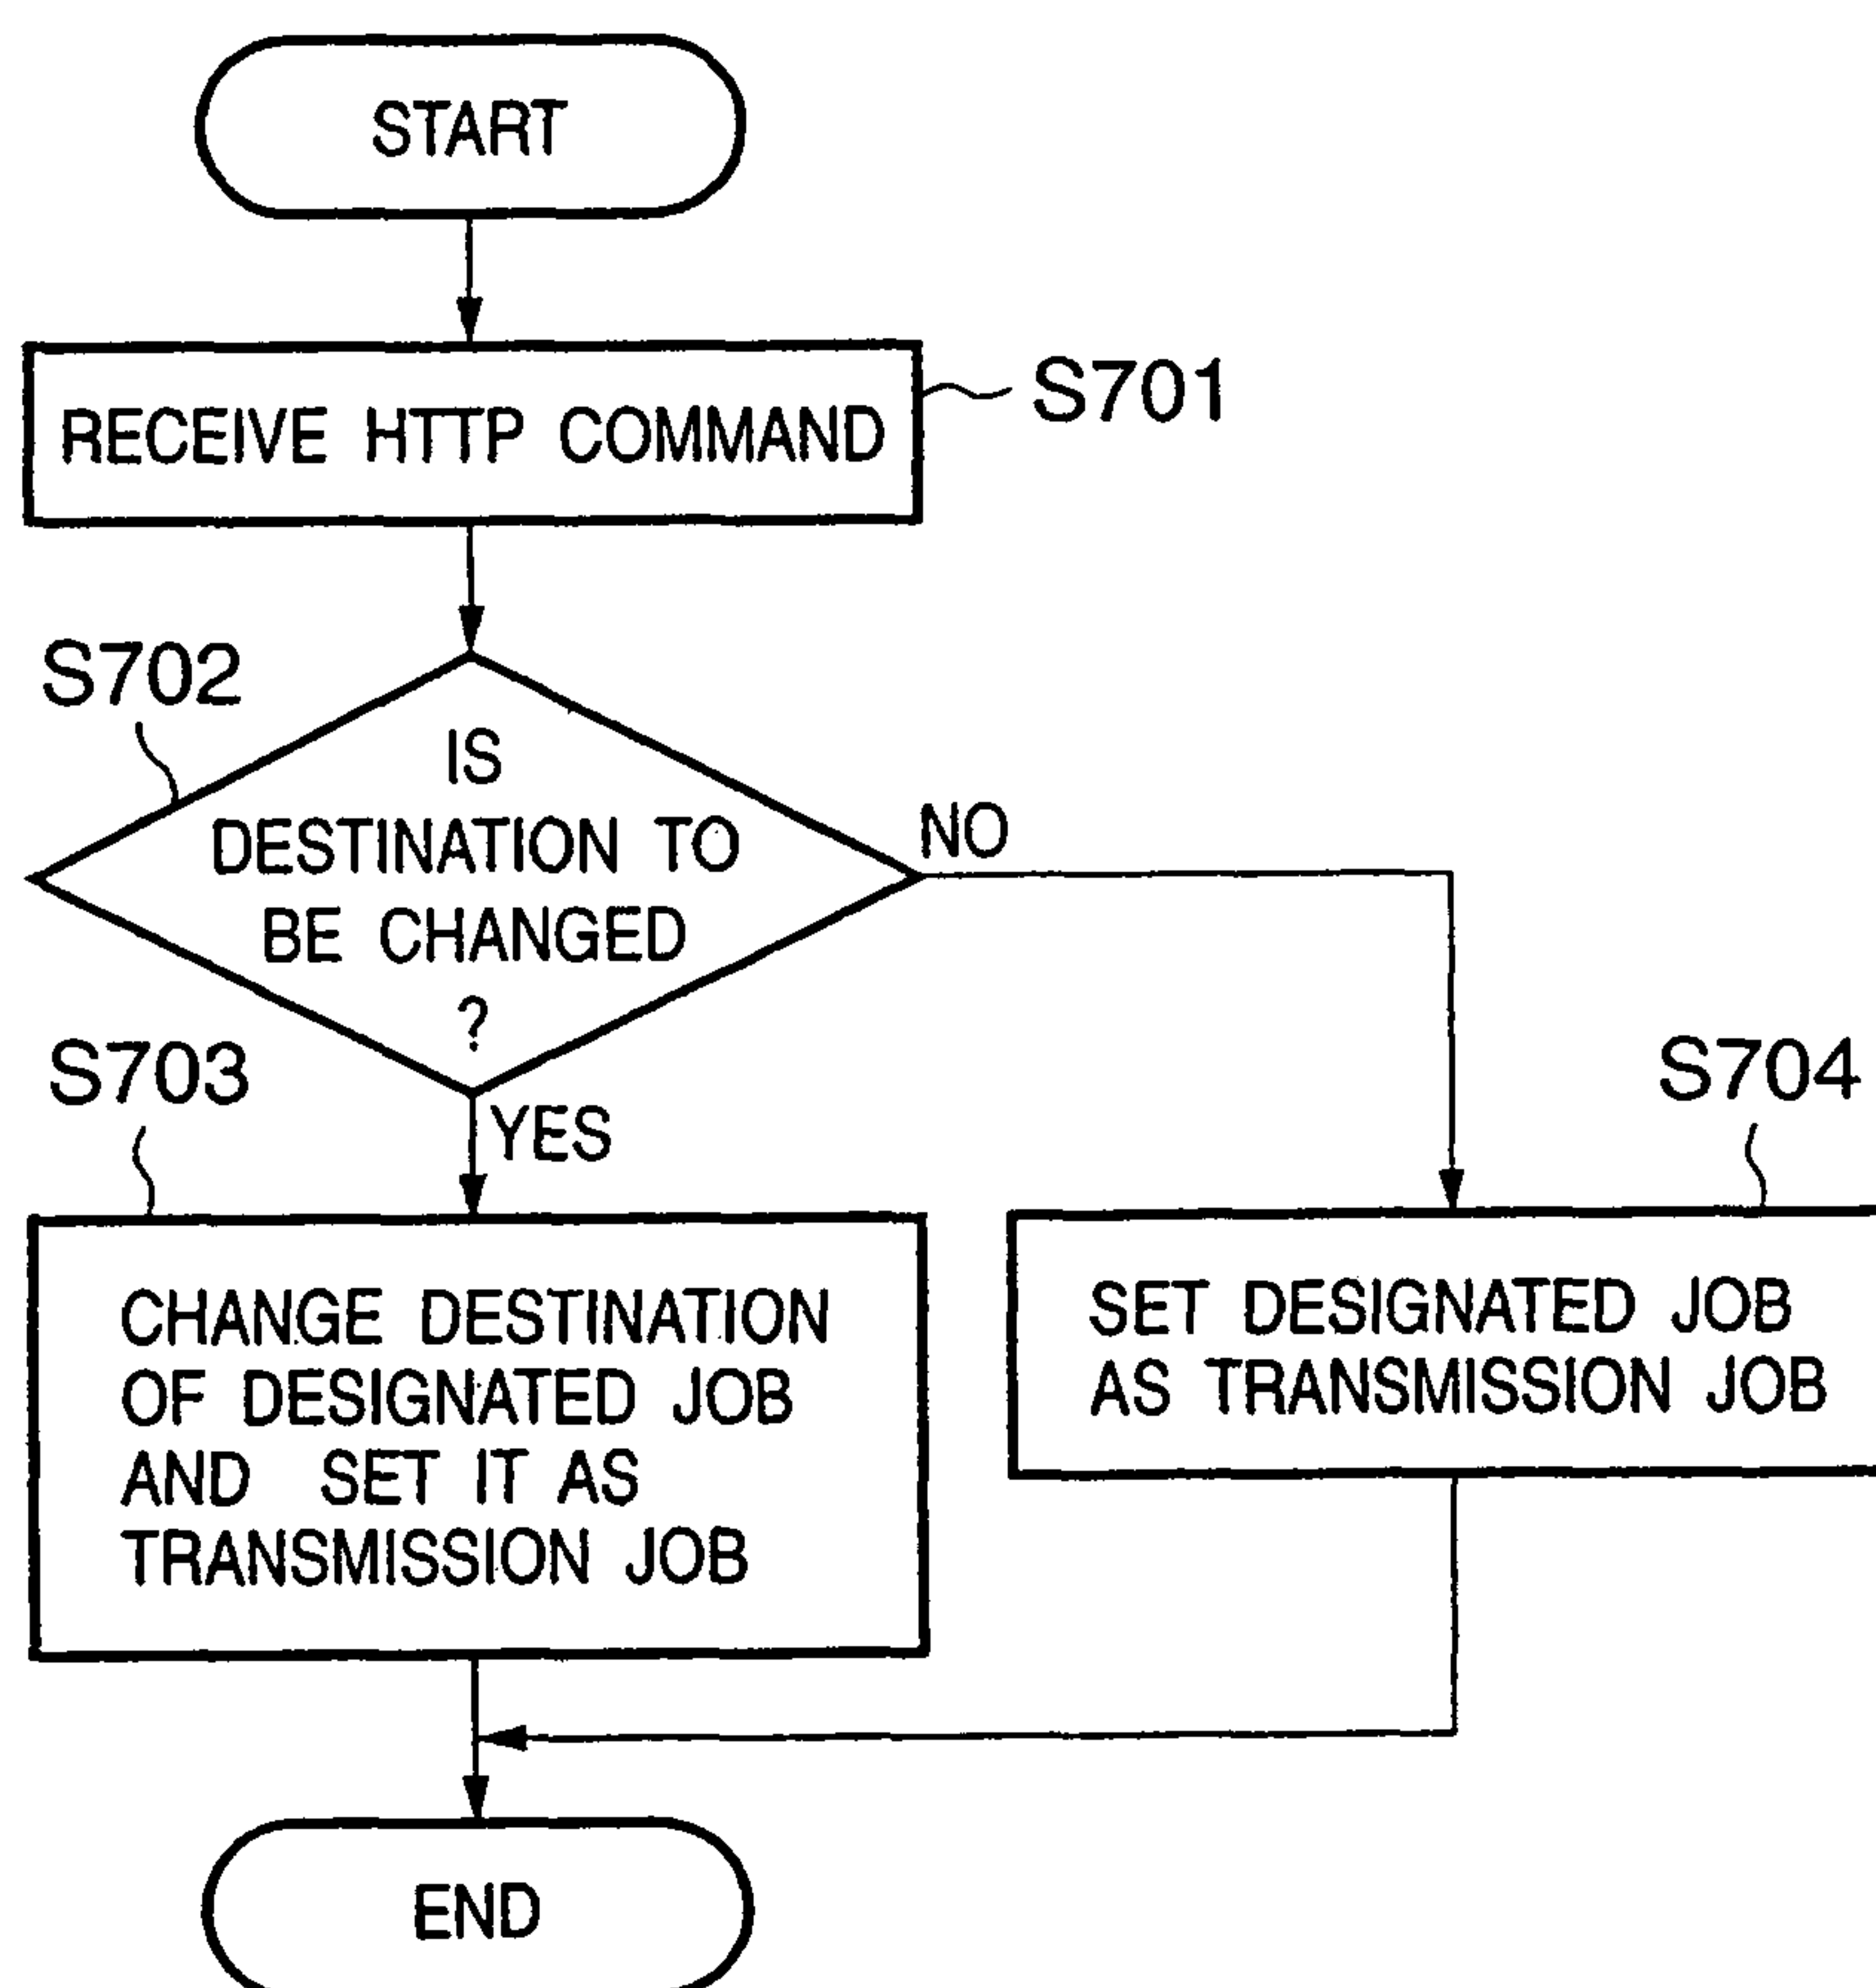 START
RECEIVE HTTP COMMAND
S701
S702
IS
DESTINATION TO
BE CHANGED
?
NO
YES
S703
CHANGE DESTINATION
OF DESIGNATED JOB
AND SET IT AS
TRANSMISSION JOB
S704
SET DESIGNATED JOB
AS TRANSMISSION JOB
END